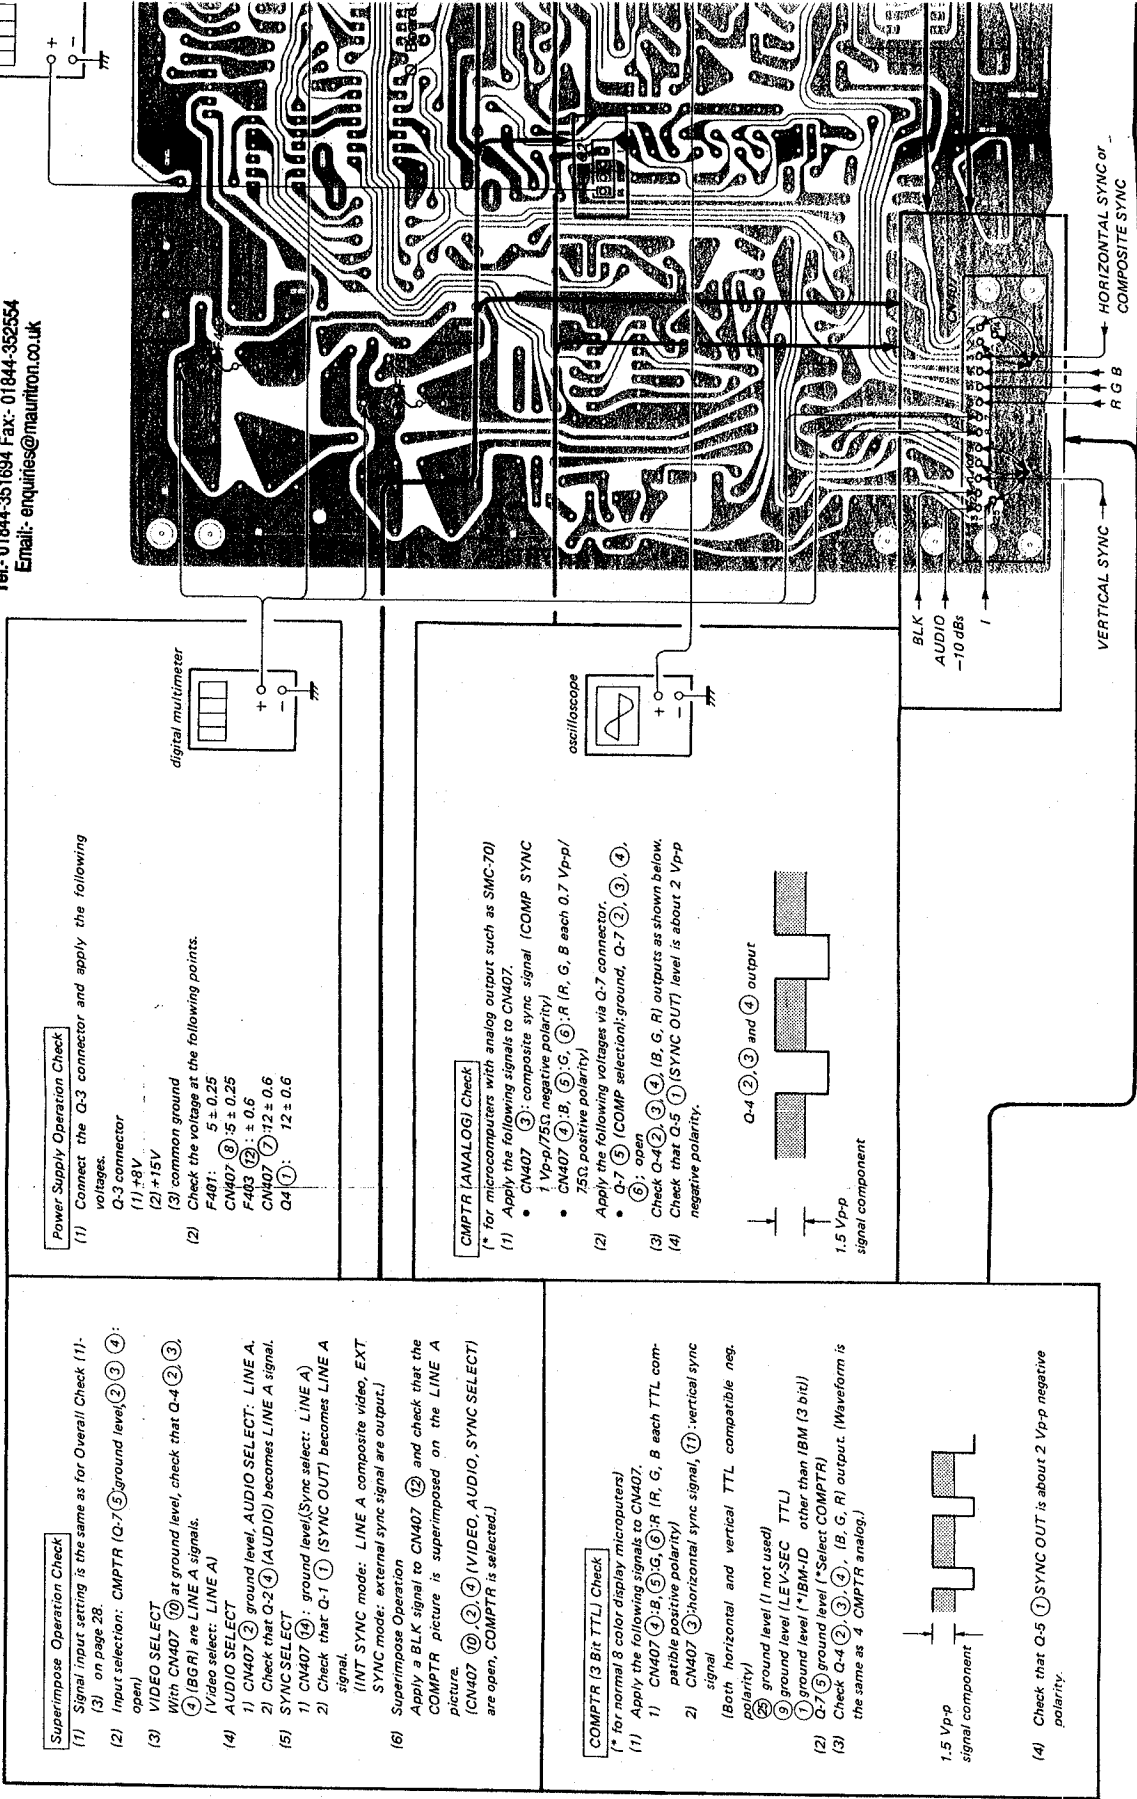 Tel:- 01844-351694 Fax:- 01844-352554
Email:- enquiries@mauritron.co.uk
Superimpose Operation Check
(1) Signal input setting is the same as for Overall Check (1)-
(3) on page 28.
(2) Input selection: CMPTR (Q-7 ⑤:ground level, ② ③ ④:
open)
(3) VIDEO SELECT
With CN407 ⑩ at ground level, check that Q-4 ②, ③,
④ (BGR) are LINE A signals.
(Video select: LINE A)
(4) AUDIO SELECT
1) CN407 ② ground level, AUDIO SELECT: LINE A.
2) Check that Q-2 ④ (AUDIO) becomes LINE A signal.
(5) SYNC SELECT
1) CN407 ⑭: ground level,(Sync select: LINE A)
2) Check that Q-1 ① (SYNC OUT) becomes LINE A
signal.
(INT SYNC mode: LINE A composite video, EXT
SYNC mode: external sync signal are output.)
(6) Superimpose Operation
Apply a BLK signal to CN407 ⑫ and check that the
COMPTR picture is superimposed on the LINE A
picture.
(CN407 ⑩, ②, ④ (VIDEO, AUDIO, SYNC SELECT)
are open, COMPTR is selected.)
Power Supply Operation Check
(1) Connect the Q-3 connector and apply the following
voltages.
Q-3 connector
(1) +8V
(2) +15V
(3) common ground
(2) Check the voltage at the following points.
F401: 5 ± 0.25
CN407 ⑧:5 ± 0.25
F403 ⑫: ± 0.6
CN407 ⑦:12 ± 0.6
Q4 ①: 12 ± 0.6
digital multimeter
+
-
COMPTR (3 Bit TTL) Check
(* for normal 8 color display microputers)
(1) Apply the following signals to CN407.
1) CN407 ④:B, ⑤:G, ⑥:R (R, G, B each TTL com-
patible positive polarity)
2) CN407 ③:horizontal sync signal, ⑪:vertical sync
signal
(Both horizontal and vertical TTL compatible neg.
polarity)
㉕ ground level (I not used)
⑨ ground level (LEV-SEC TTL)
① ground level (*IBM-ID other than IBM (3 bit))
(2) Q-7 ⑤ ground level (*Select COMPTR)
(3) Check Q-4 ②, ③, ④, (B, G, R) output. (Waveform is
the same as 4 CMPTR analog.)
1.5 Vp-p
signal component
(4) Check that Q-5 ① SYNC OUT is about 2 Vp-p negative
polarity.
CMPTR (ANALOG) Check
(* for microcomputers with analog output such as SMC-70)
(1) Apply the following signals to CN407.
• CN407 ③: composite sync signal (COMP SYNC
1 Vp-p/75Ω negative polarity)
• CN407 ④:B, ⑤:G, ⑥:R (R, G, B each 0.7 Vp-p/
75Ω positive polarity)
(2) Apply the following voltages via Q-7 connector.
• Q-7 ⑤ (COMP selection):ground, Q-7 ②, ③, ④,
⑥: open
(3) Check Q-4②, ③, ④, (B, G, R) outputs as shown below.
(4) Check that Q-5 ① (SYNC OUT) level is about 2 Vp-p
negative polarity.
Q-4 ②, ③ and ④ output
1.5 Vp-p
signal component
oscilloscope
+
-
+
-
Board
CN407
BLK
AUDIO
-10 dBs
I
VERTICAL SYNC
R G B
HORIZONTAL SYNC or
COMPOSITE SYNC